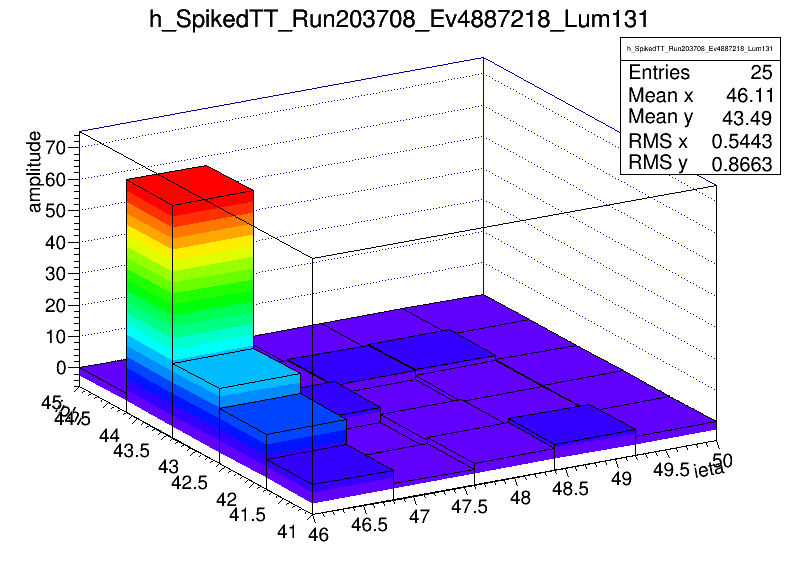 h_SpikedTT_Run203708_Ev4887218_Lum131
h_SpikedTT_Run203708_Ev4887218_Lum131
Entries 25
Mean x 46.11
Mean y 43.49
RMS x 0.5443
RMS y 0.8663
amplitude
70
60
50
40
30
20
10
0
45
44.5
44
43.5
43
42.5
42
41.5
41
46
46.5
47
47.5
48
48.5
49
49.5
50
ieta